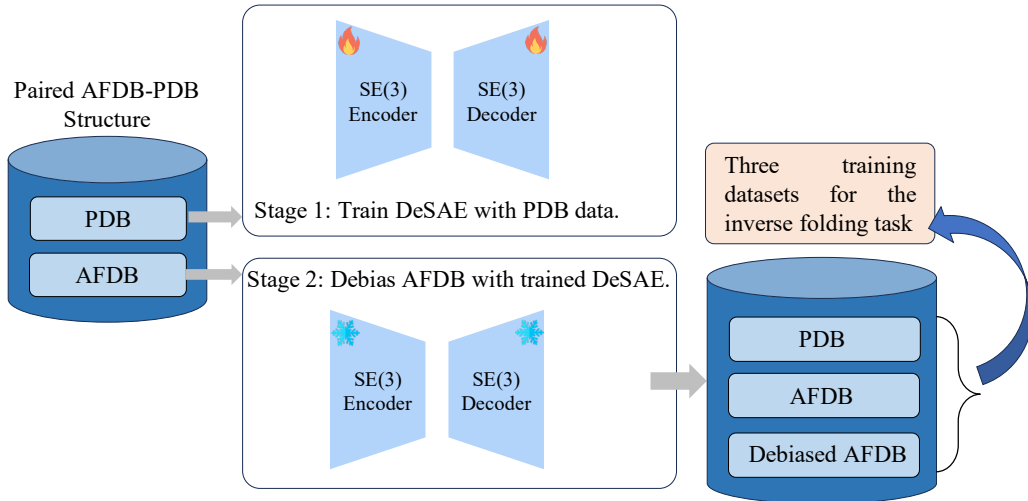 Paired AFDB-PDB
Structure
PDB
AFDB
SE(3)
Encoder
SE(3)
Decoder
Stage 1: Train DeSAE with PDB data.
Stage 2: Debias AFDB with trained DeSAE.
SE(3)
Encoder
SE(3)
Decoder
Three training
datasets for the
inverse folding task
PDB
AFDB
Debiased AFDB